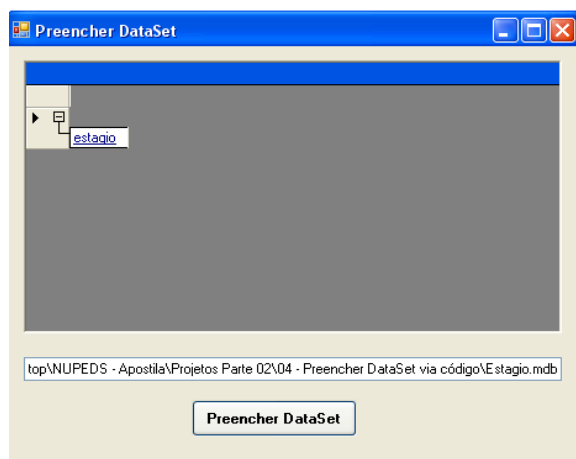 Preencher DataSet
estagio
top\NUPEDS - Apostila\Projetos Parte 02\04 - Preencher DataSet via código\Estagio.mdb
Preencher DataSet